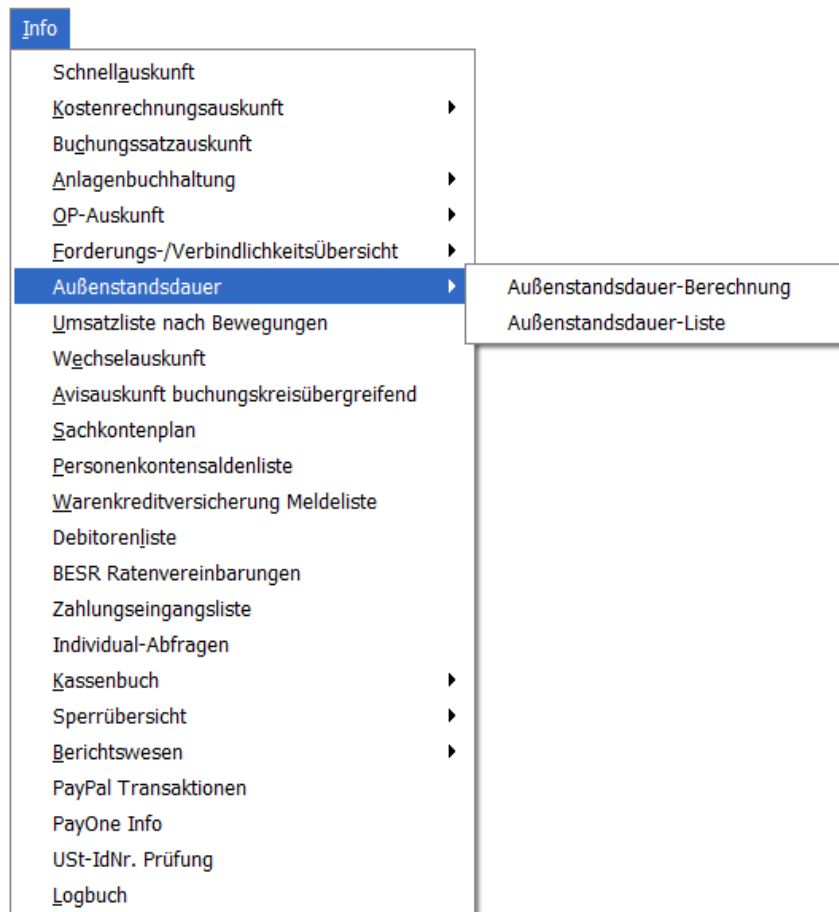 Info
Schnellauskunft
Kostenrechnungsauskunft
Buchungssatzauskunft
Anlagenbuchhaltung
OP-Auskunft
Forderungs-/VerbindlichkeitsÜbersicht
Außenstandsdauer
Außenstandsdauer-Berechnung
Umsatzliste nach Bewegungen
Außenstandsdauer-Liste
Wechselauskunft
Avisauskunft buchungskreisübergreifend
Sachkontenplan
Personenkontensaldenliste
Warenkreditversicherung Meldeliste
Debitorenliste
BESR Ratenvereinbarungen
Zahlungseingangsliste
Individual-Abfragen
Kassenbuch
Sperrübersicht
Berichtswesen
PayPal Transaktionen
PayOne Info
USt-IdNr. Prüfung
Logbuch